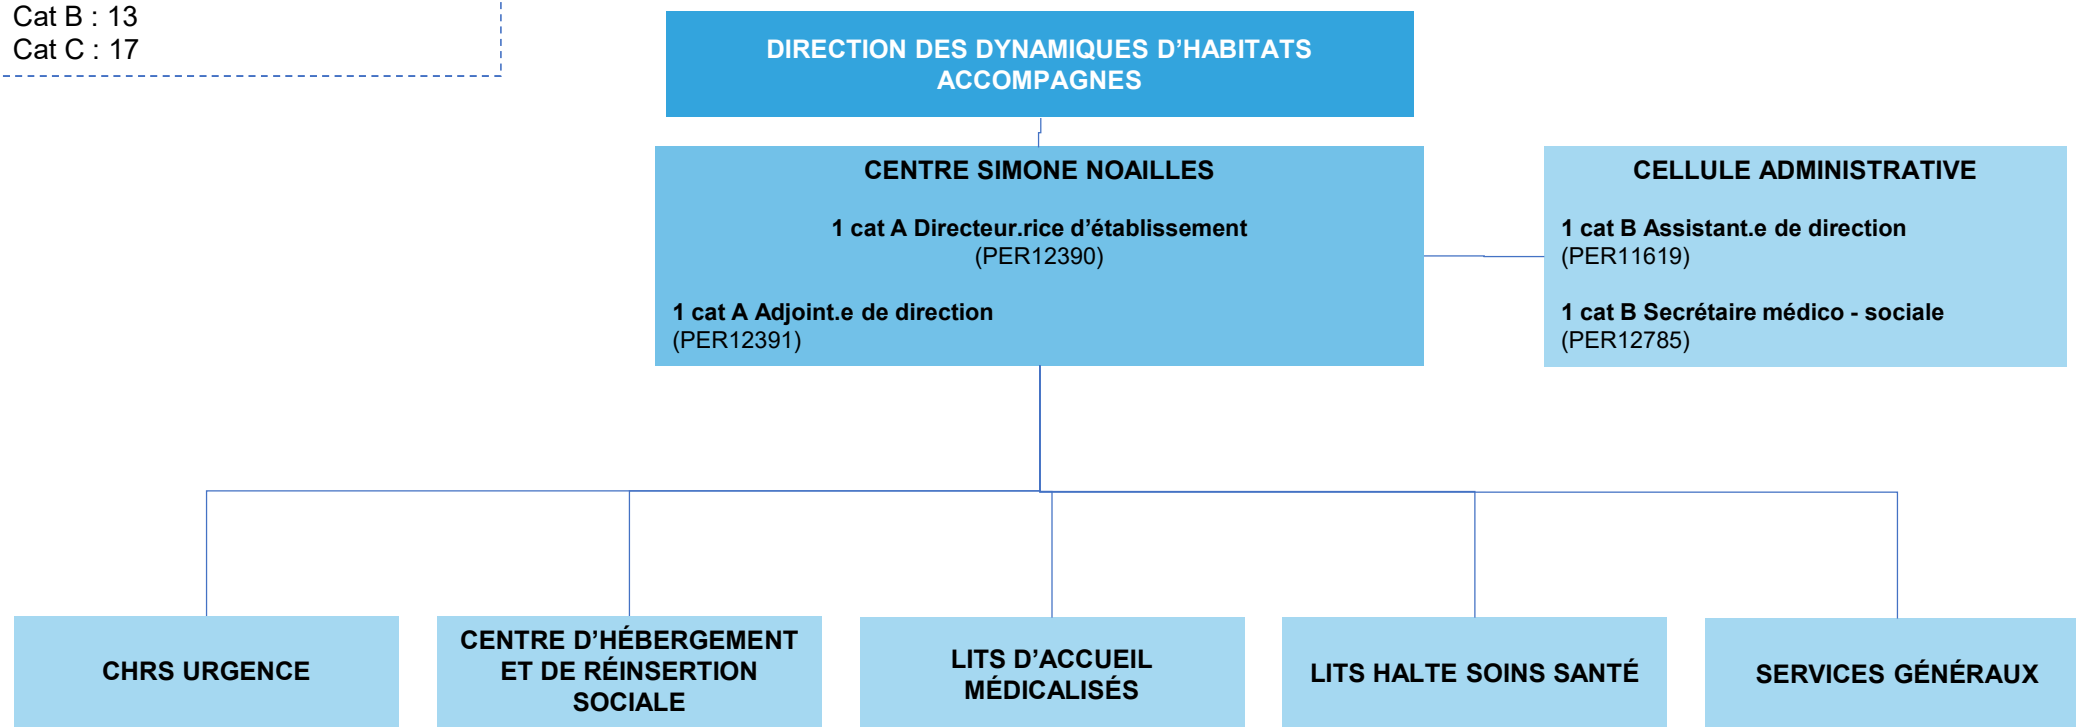 Cat B : 13
Cat C : 17
DIRECTION DES DYNAMIQUES D’HABITATS
ACCOMPAGNES
CENTRE SIMONE NOAILLES
1 cat A Directeur.rice d’établissement
(PER12390)
1 cat A Adjoint.e de direction
(PER12391)
CELLULE ADMINISTRATIVE
1 cat B Assistant.e de direction
(PER11619)
1 cat B Secrétaire médico - sociale
(PER12785)
CHRS URGENCE
CENTRE D’HÉBERGEMENT
ET DE RÉINSERTION
SOCIALE
LITS D’ACCUEIL
MÉDICALISÉS
LITS HALTE SOINS SANTÉ
SERVICES GÉNÉRAUX